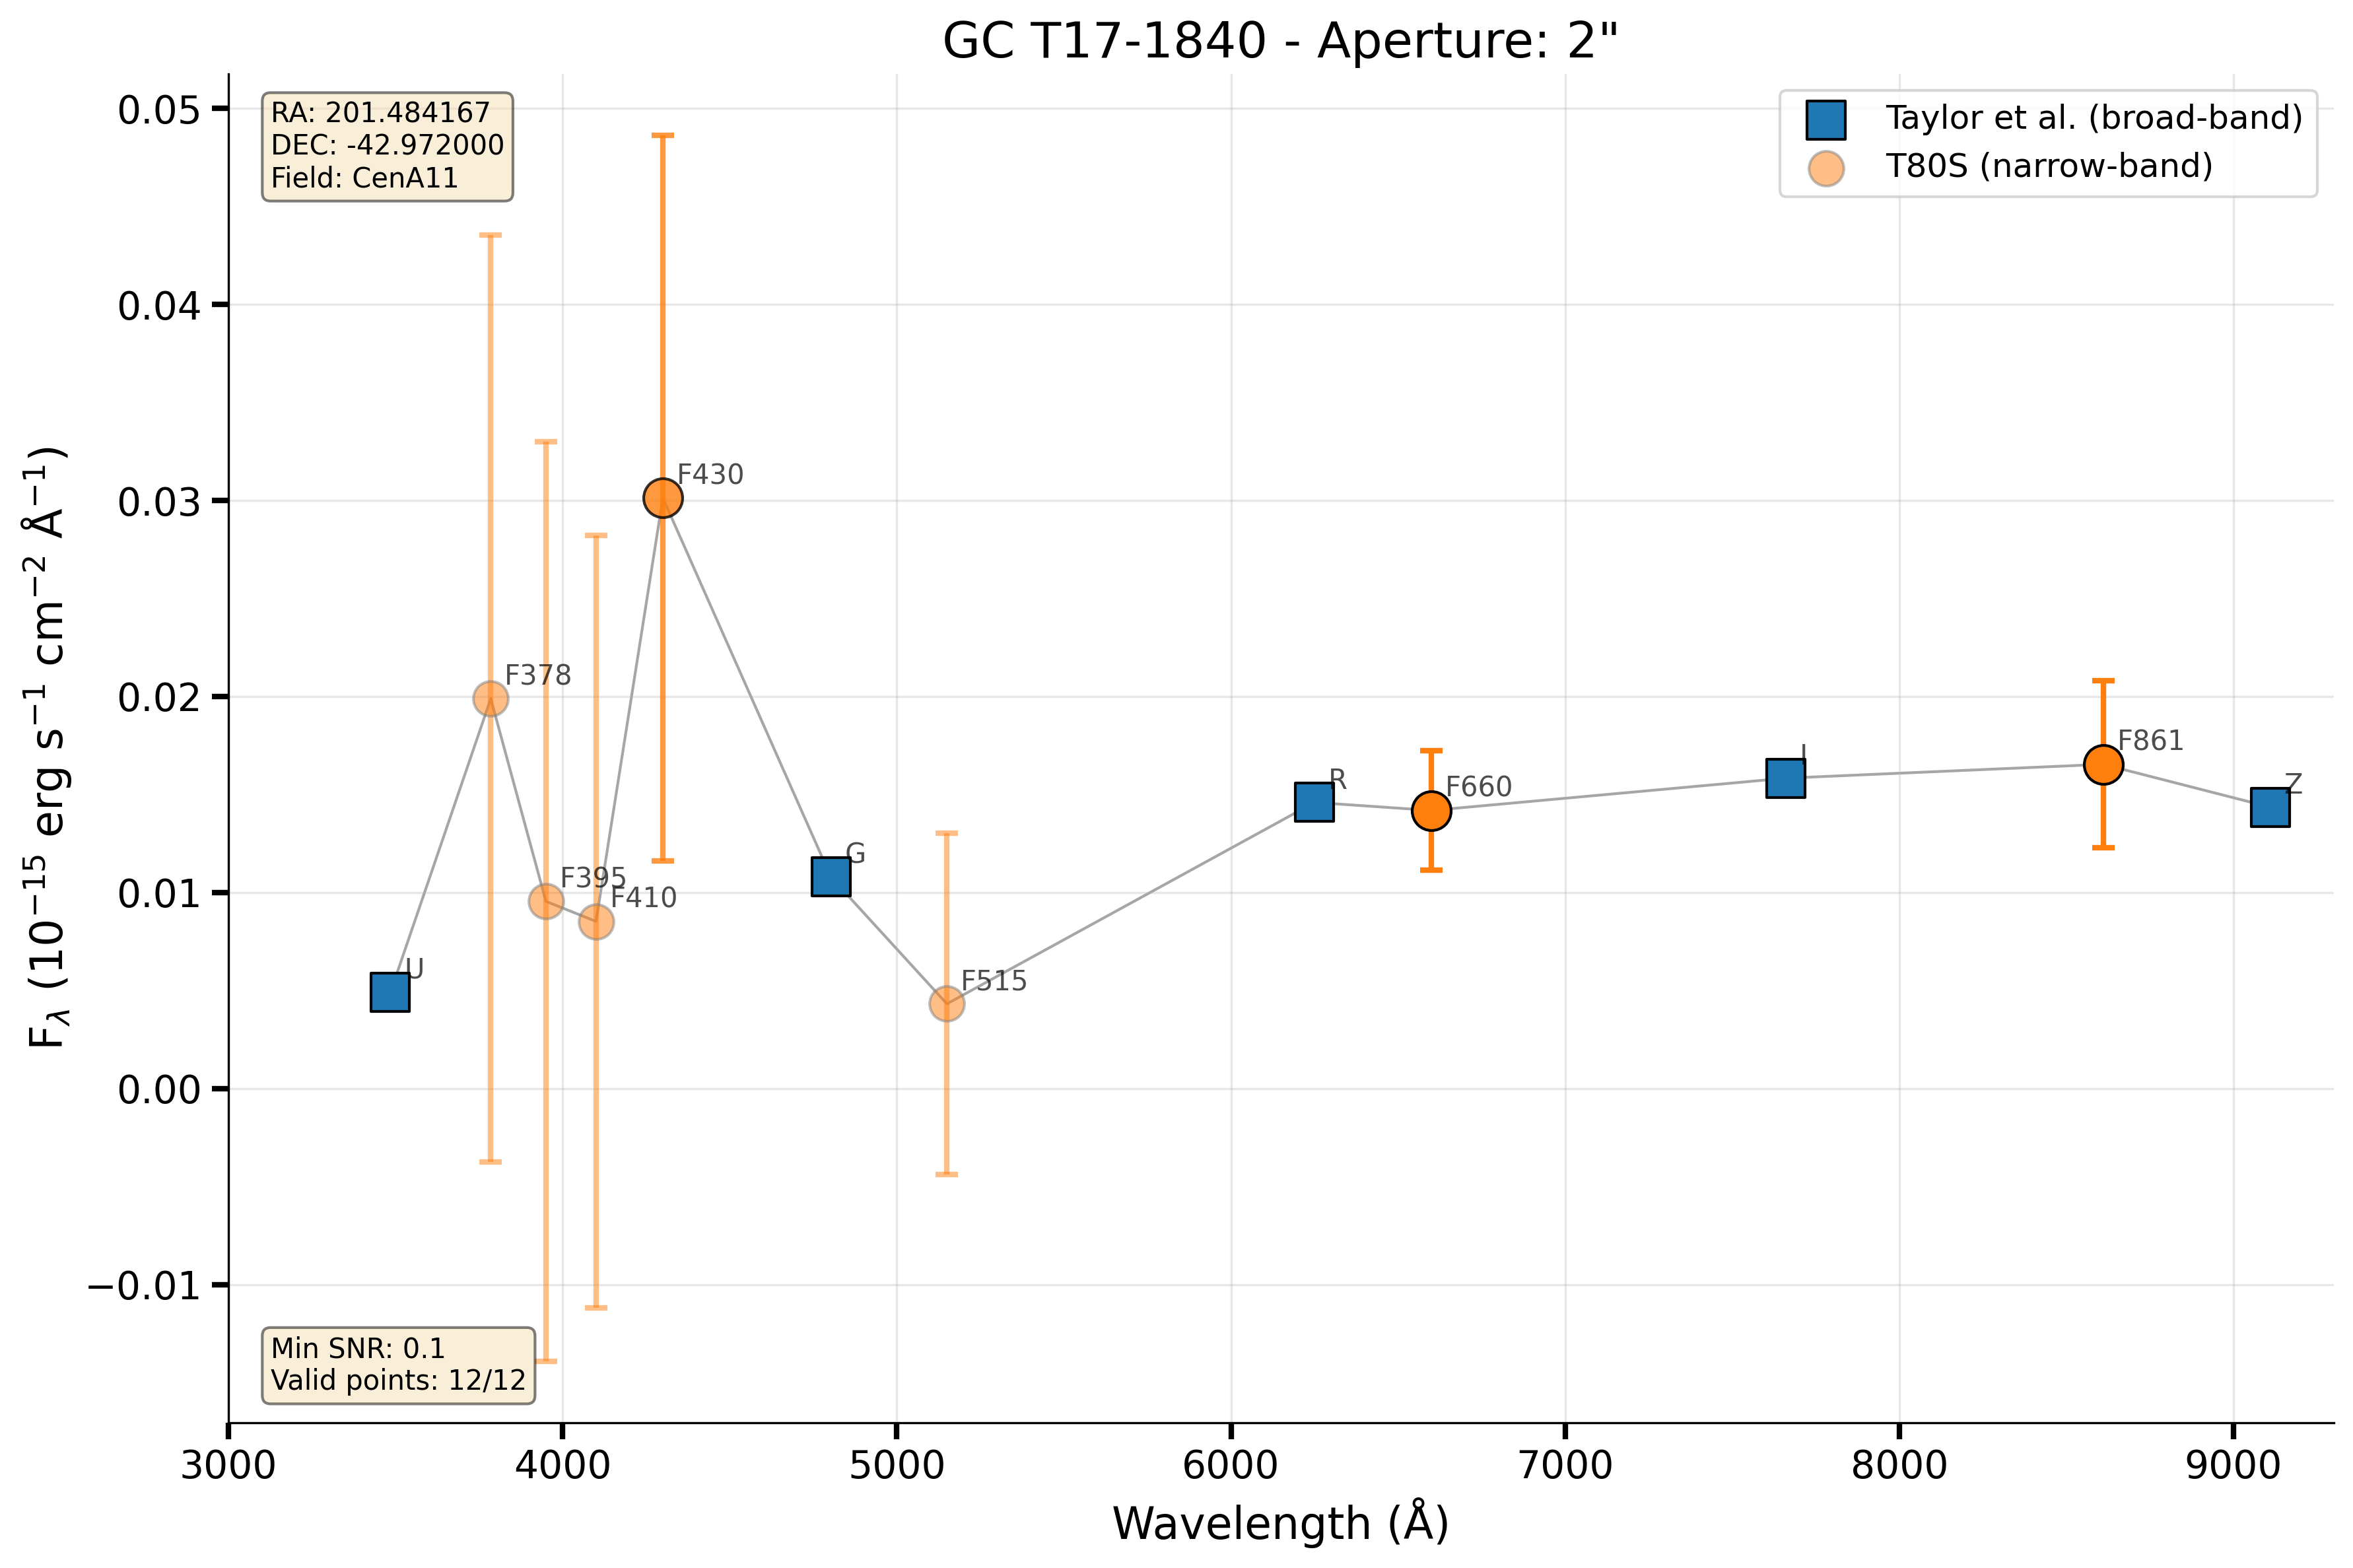 GC T17-1840 - Aperture: 2"
RA: 201.484167
DEC: -42.972000
Field: CenA11
Taylor et al. (broad-band)
T80S (narrow-band)
0.05
0.04
0.03
0.02
0.01
0.00
−0.01
F$_{\lambda}$ (10$^{-15}$ erg s$^{-1}$ cm$^{-2}$ Å$^{-1}$)
U
F378
F395
F410
F430
G
F515
R
F660
I
F861
Z
Min SNR: 0.1
Valid points: 12/12
3000 4000 5000 6000 7000 8000 9000
Wavelength (Å)